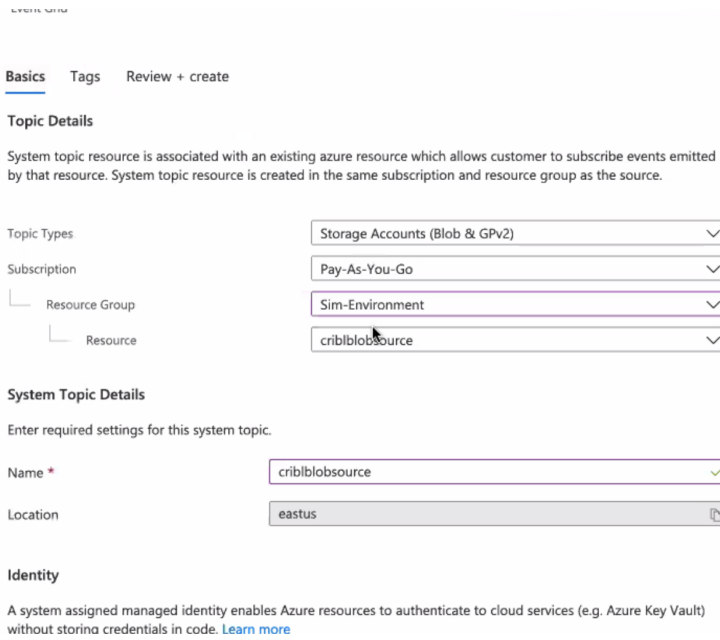 Event Grid
Basics Tags Review + create
Topic Details
System topic resource is associated with an existing azure resource which allows customer to subscribe events emitted
by that resource. System topic resource is created in the same subscription and resource group as the source.
Topic Types Storage Accounts (Blob & GPv2)
Subscription Pay-As-You-Go
Resource Group Sim-Environment
Resource criblblobsource
System Topic Details
Enter required settings for this system topic.
Name * criblblobsource
Location eastus
Identity
A system assigned managed identity enables Azure resources to authenticate to cloud services (e.g. Azure Key Vault)
without storing credentials in code. Learn more